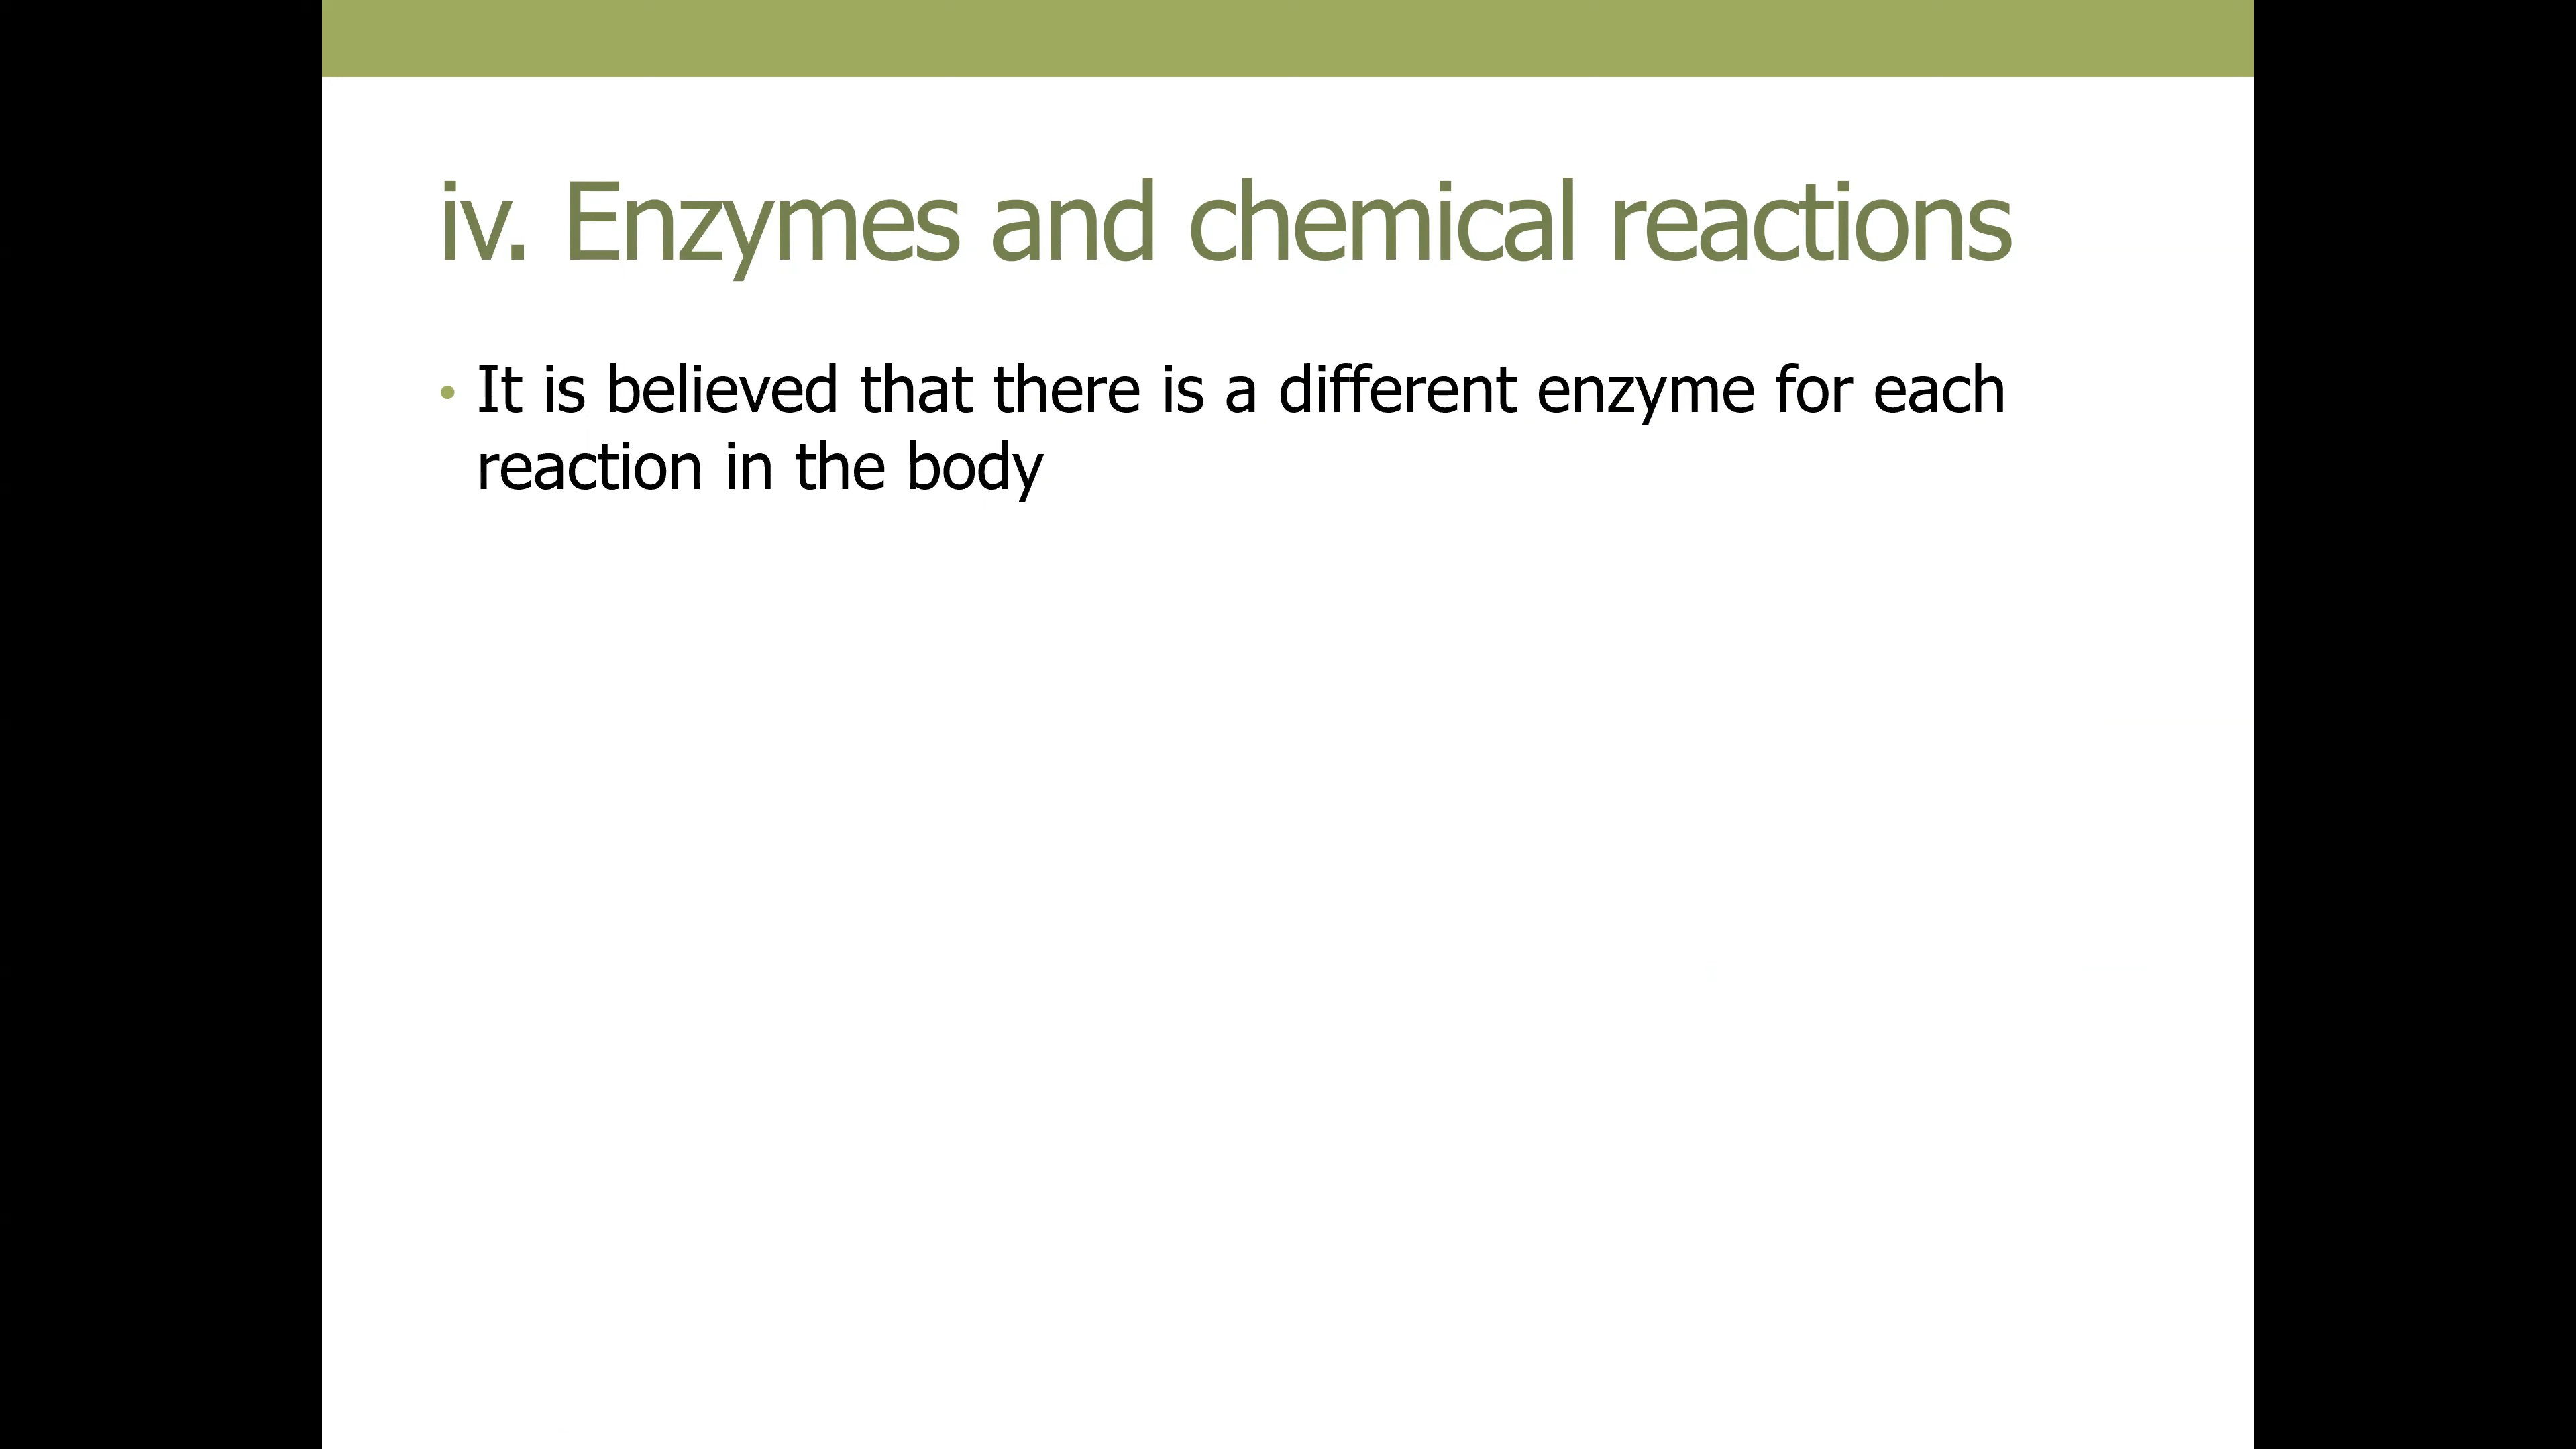 iv. Enzymes and chemical reactions
• It is believed that there is a different enzyme for each
reaction in the body